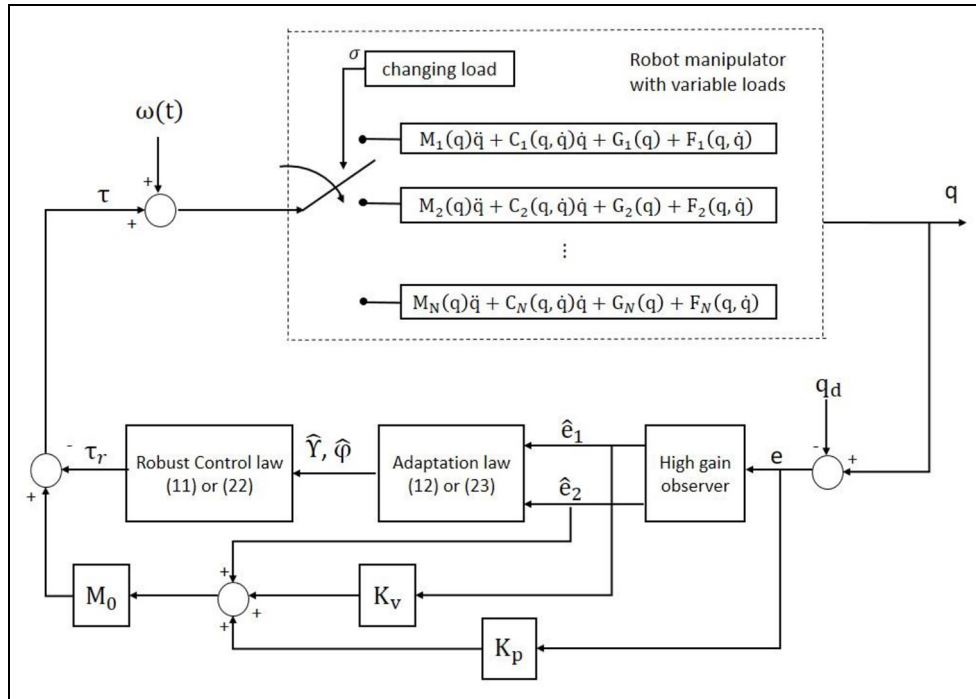 σ
changing load
Robot manipulator
with variable loads
ω(t)
M₁(q)q̈ + C₁(q, q̇)q̇ + G₁(q) + F₁(q, q̇)
+
τ
+
M₂(q)q̈ + C₂(q, q̇)q̇ + G₂(q) + F₂(q, q̇)
q
⋮
M_N(q)q̈ + C_N(q, q̇)q̇ + G_N(q) + F_N(q, q̇)
q_d
-
+
e
-
τᵣ
+
Robust Control law
(11) or (22)
Υ̂, φ̂
Adaptation law
(12) or (23)
ê₁
ê₂
High gain
observer
+
+
+
M₀
K_v
K_p